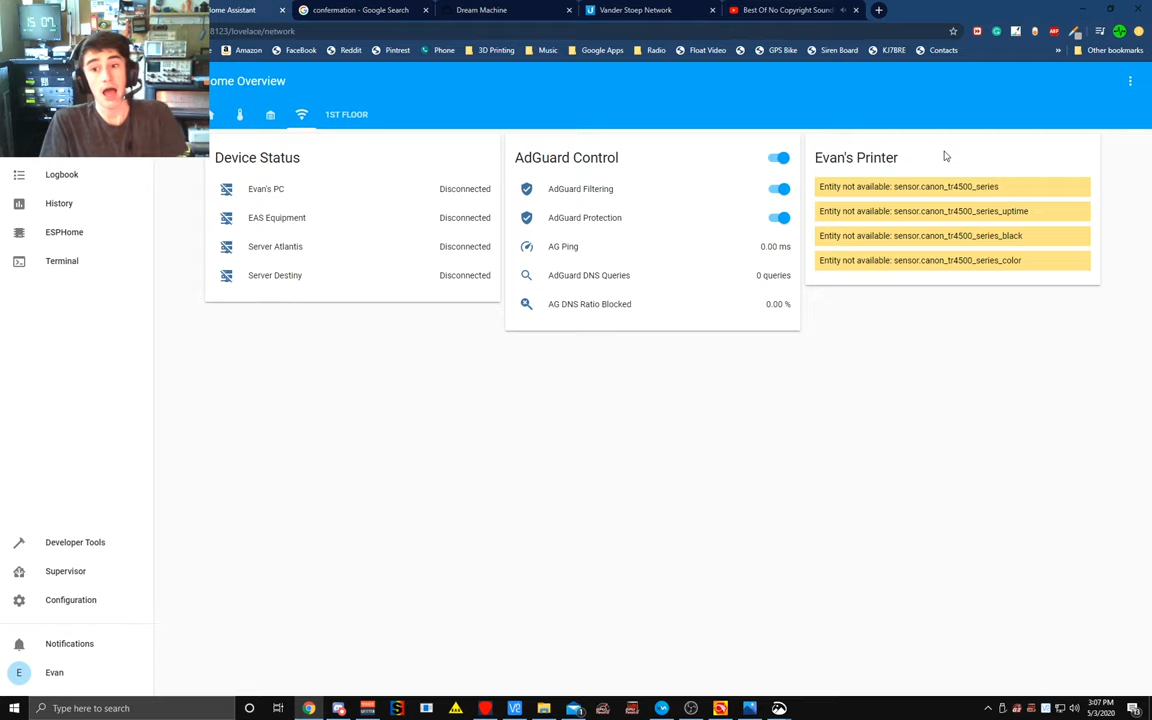 ome Assistant
confermation - Google Search
Dream Machine
Vander Stoep Network
Best Of No Copyright Sound
8123/lovelace/network
Amazon
FaceBook
Reddit
Pintrest
Phone
3D Printing
Music
Google Apps
Radio
Float Video
GPS Bike
Siren Board
KJ7BRE
Contacts
»
Other bookmarks
15 07
ome Overview
1ST FLOOR
Logbook
History
ESPHome
Terminal
Developer Tools
Supervisor
Configuration
Notifications
E
Evan
Device Status
Evan's PC Disconnected
EAS Equipment Disconnected
Server Atlantis Disconnected
Server Destiny Disconnected
AdGuard Control
AdGuard Filtering
AdGuard Protection
AG Ping 0.00 ms
AdGuard DNS Queries 0 queries
AG DNS Ratio Blocked 0.00 %
Evan's Printer
Entity not available: sensor.canon_tr4500_series
Entity not available: sensor.canon_tr4500_series_uptime
Entity not available: sensor.canon_tr4500_series_black
Entity not available: sensor.canon_tr4500_series_color
Type here to search
3:07 PM
5/3/2020